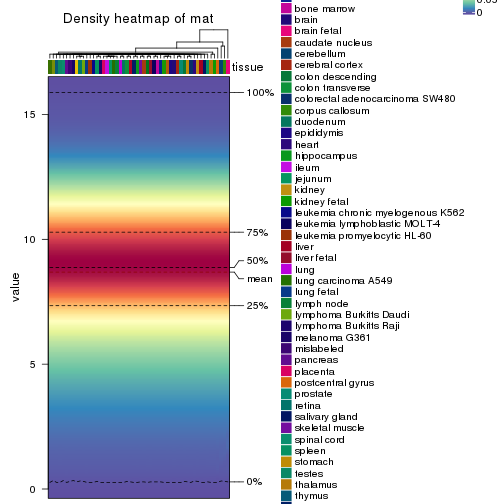 Density heatmap of mat
tissue
100%
75%
50%
mean
25%
0%
value
15
10
5
0
bone marrow
brain
brain fetal
caudate nucleus
cerebellum
cerebral cortex
colon descending
colon transverse
colorectal adenocarcinoma SW480
corpus callosum
duodenum
epididymis
heart
hippocampus
ileum
jejunum
kidney
kidney fetal
leukemia chronic myelogenous K562
leukemia lymphoblastic MOLT-4
leukemia promyelocytic HL-60
liver
liver fetal
lung
lung carcinoma A549
lung fetal
lymph node
lymphoma Burkitts Daudi
lymphoma Burkitts Raji
melanoma G361
mislabeled
pancreas
placenta
postcentral gyrus
prostate
retina
salivary gland
skeletal muscle
spinal cord
spleen
stomach
testes
thalamus
thymus
0